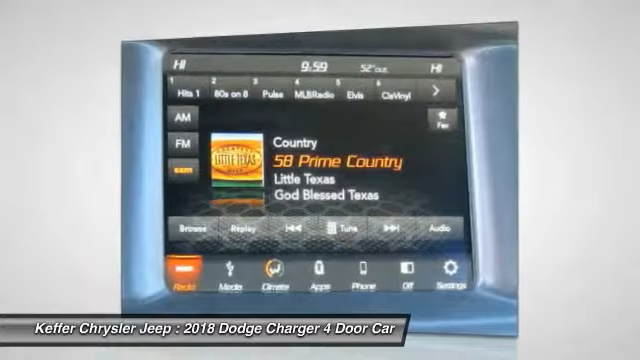 HI 9:59 52° out. HI
1 2 3 4 5 6
Hits 1 80s on 8 Pulse MLBRadio Elvis ClsVinyl
AM
Fav
FM
Country
58 Prime Country
LITTLE TEXAS
Little Texas
God Blessed Texas
Browse Replay Tune Audio
Radio Media Climate Apps Phone Off Settings
Keffer Chrysler Jeep : 2018 Dodge Charger 4 Door Car